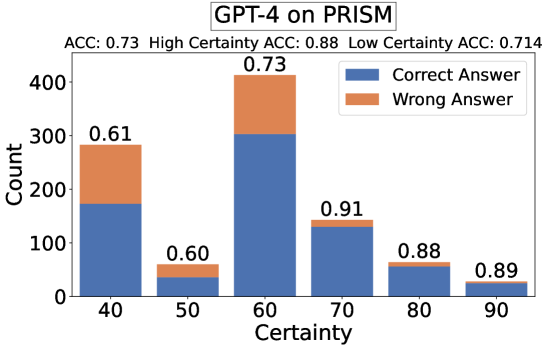 GPT-4 on PRISM
ACC: 0.73 High Certainty ACC: 0.88 Low Certainty ACC: 0.714
Correct Answer
Wrong Answer
Count
400
300
200
100
0
0.61
0.60
0.73
0.91
0.88
0.89
40 50 60 70 80 90
Certainty